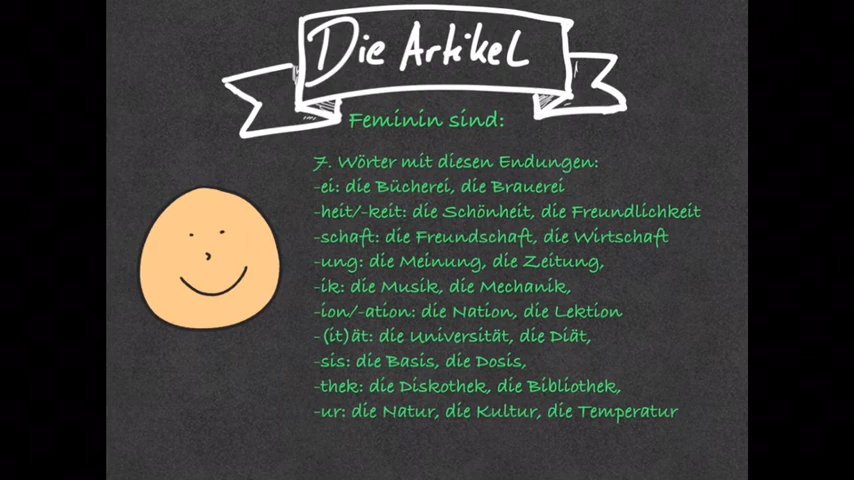 Die Artikel
Feminin sind:
7. Wörter mit diesen Endungen:
-ei: die Bücherei, die Brauerei
-heit/-keit: die Schönheit, die Freundlichkeit
-schaft: die Freundschaft, die Wirtschaft
-ung: die Meinung, die Zeitung,
-ik: die Musik, die Mechanik,
-ion/-ation: die Nation, die Lektion
-(it)ät: die Universität, die Diät,
-sis: die Basis, die Dosis,
-thek: die Diskothek, die Bibliothek,
-ur: die Natur, die Kultur, die Temperatur